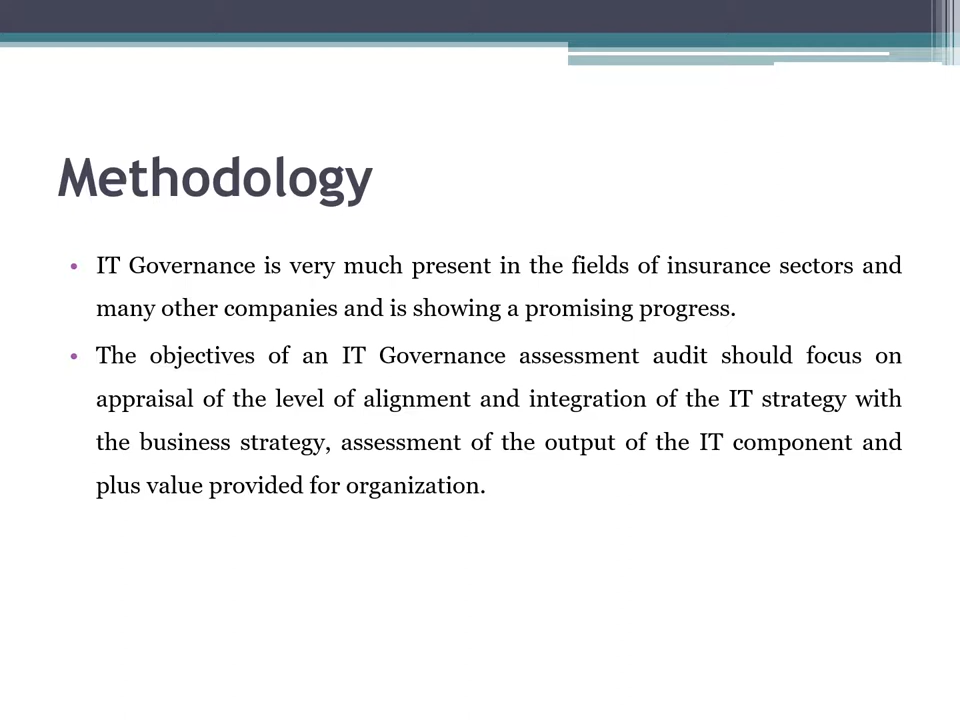 Methodology
• IT Governance is very much present in the fields of insurance sectors and
many other companies and is showing a promising progress.
• The objectives of an IT Governance assessment audit should focus on
appraisal of the level of alignment and integration of the IT strategy with
the business strategy, assessment of the output of the IT component and
plus value provided for organization.